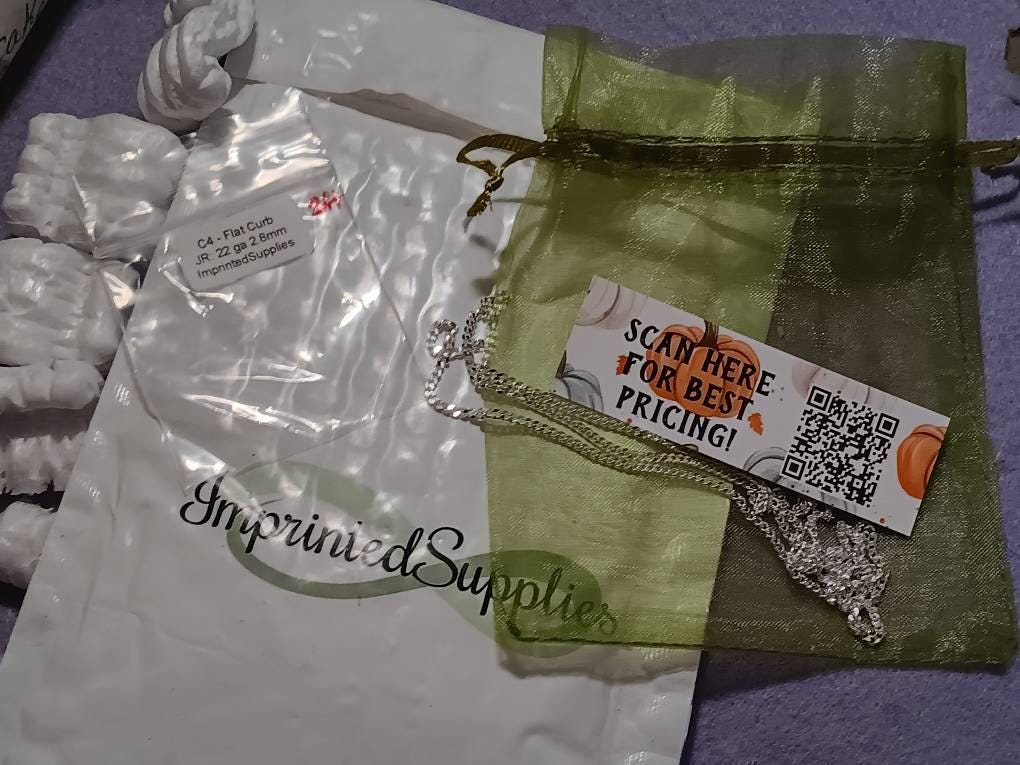 C4 - Flat Curb
JR. 22 ga 2.8mm
ImprintedSupplies
SCAN HERE
FOR BEST
PRICING!
ImprintedSupplies